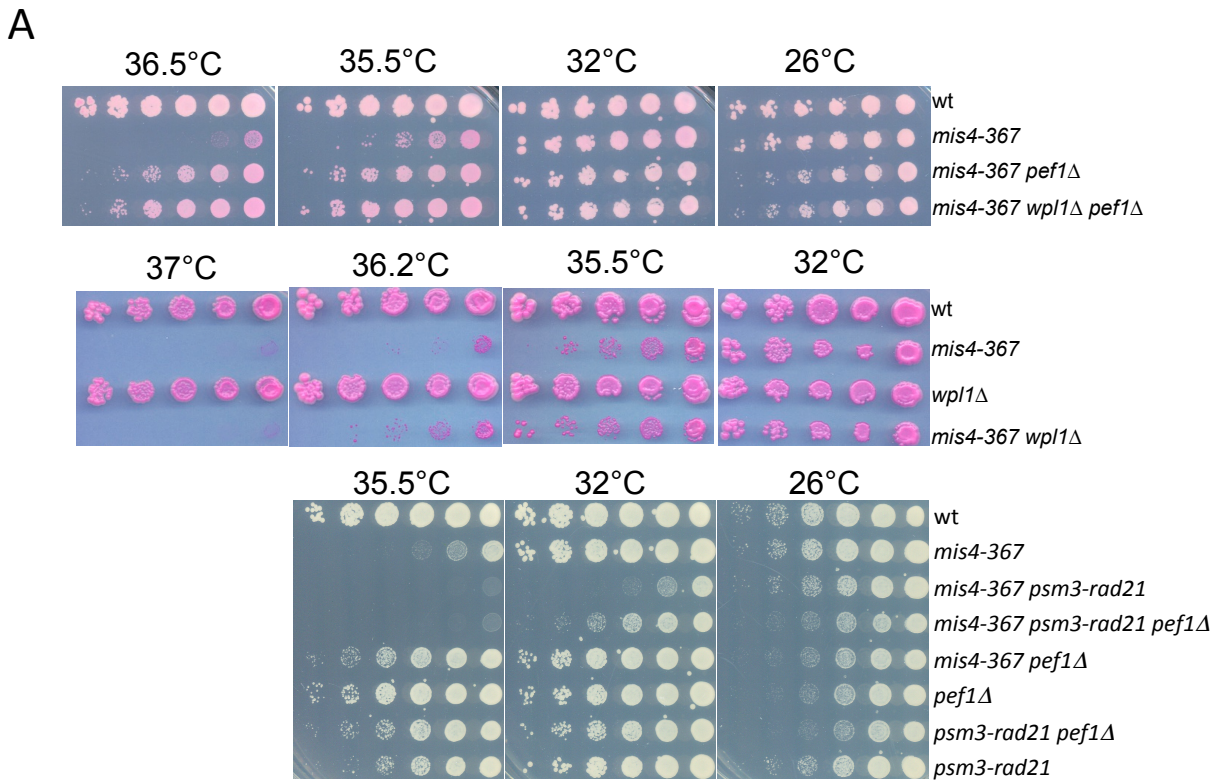 A
36.5°C 35.5°C 32°C 26°C
wt
mis4-367
mis4-367 pef1Δ
mis4-367 wpl1Δ pef1Δ
37°C 36.2°C 35.5°C 32°C
wt
mis4-367
wpl1Δ
mis4-367 wpl1Δ
35.5°C 32°C 26°C
wt
mis4-367
mis4-367 psm3-rad21
mis4-367 psm3-rad21 pef1Δ
mis4-367 pef1Δ
pef1Δ
psm3-rad21 pef1Δ
psm3-rad21